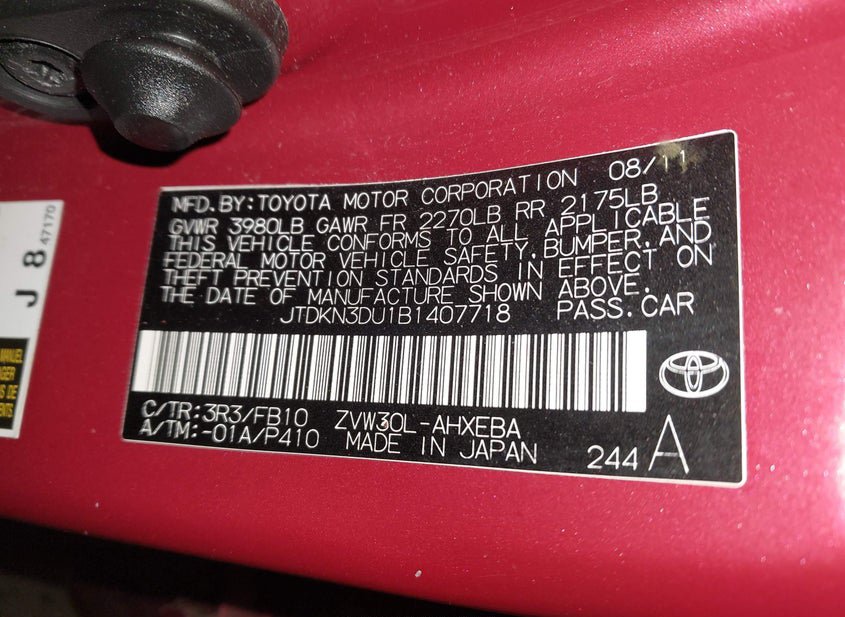 MFD.BY:TOYOTA MOTOR CORPORATION 08/11
GVWR 3980LB GAWR FR 2270LB RR 2175LB
THIS VEHICLE CONFORMS TO ALL APPLICABLE
FEDERAL MOTOR VEHICLE SAFETY,BUMPER,AND
THEFT PREVENTION STANDARDS IN EFFECT ON
THE DATE OF MANUFACTURE SHOWN ABOVE.
JTDKN3DU1B1407718 PASS.CAR
C/TR:3R3/FB10 ZVW30L-AHXEBA
A/TM:-01A/P410 MADE IN JAPAN
244 A
J 8
47170